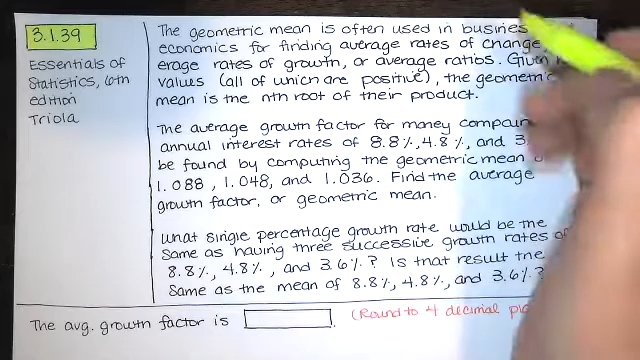 3.1.39
Essentials of
Statistics, 6th
edition
Triola
The geometric mean is often used in
economics for finding average rates of change,
erage rates of growth, or average ratios. Given
values (all of which are positive), the geometric
mean is the nth root of their product.
The average growth factor for money
annual interest rates of 8.8%, 4.8%, and
be found by computing the geometric mean
1.088, 1.048, and 1.036. Find the average
growth factor, or geometric mean.
What single percentage growth rate would be the
Same as having three successive growth rates of
8.8%, 4.8%, and 3.6%? Is that result the
Same as the mean of 8.8%, 4.8%, and 3.6%?
The avg. growth factor is
(Round to 4 decimal